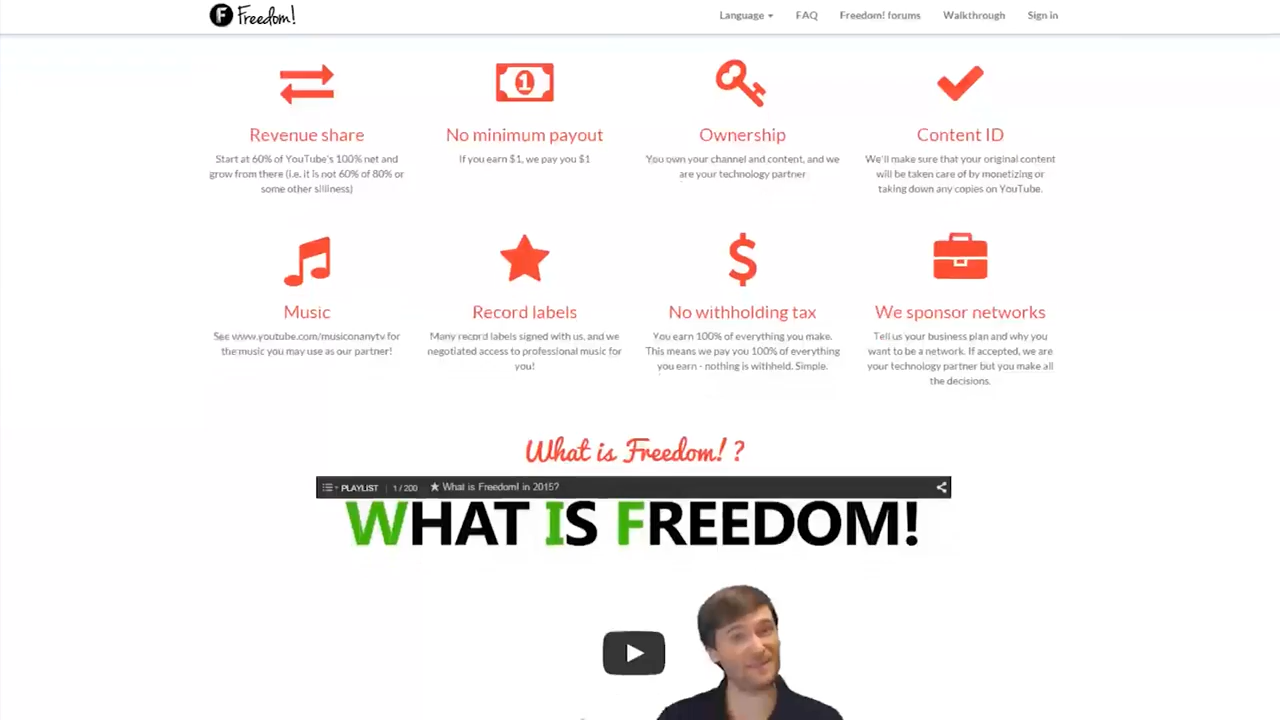 Freedom!
Language FAQ Freedom! forums Walkthrough Sign in
1
Revenue share
Start at 60% of YouTube's 100% net and
grow from there (i.e. it is not 60% of 80% or
some other silliness)
No minimum payout
If you earn $1, we pay you $1
Ownership
You own your channel and content, and we
are your technology partner
Content ID
We'll make sure that your original content
will be taken care of by monetizing or
taking down any copies on YouTube.
Music
See www.youtube.com/musiconanytv for
the music you may use as our partner!
Record labels
Many record labels signed with us, and we
negotiated access to professional music for
you!
$
No withholding tax
You earn 100% of everything you make.
This means we pay you 100% of everything
you earn - nothing is withheld. Simple.
We sponsor networks
Tell us your business plan and why you
want to be a network. If accepted, we are
your technology partner but you make all
the decisions.
What is Freedom! ?
PLAYLIST 1 / 200 ★ What is Freedom! in 2015?
WHAT IS FREEDOM!